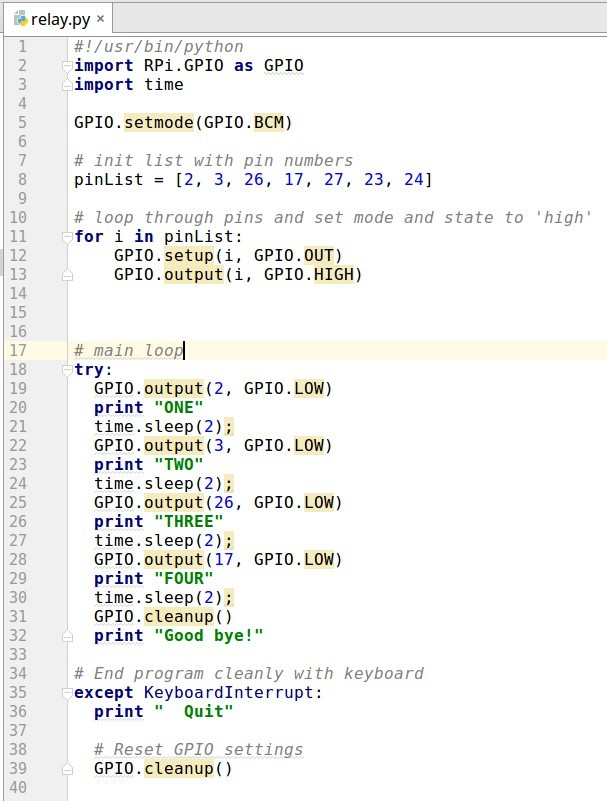 relay.py ×
1 #!/usr/bin/python
2 import RPi.GPIO as GPIO
3 import time
4
5 GPIO.setmode(GPIO.BCM)
6
7 # init list with pin numbers
8 pinList = [2, 3, 26, 17, 27, 23, 24]
9
10 # loop through pins and set mode and state to 'high'
11 for i in pinList:
12     GPIO.setup(i, GPIO.OUT)
13     GPIO.output(i, GPIO.HIGH)
14
15
16
17 # main loop
18 try:
19   GPIO.output(2, GPIO.LOW)
20   print "ONE"
21   time.sleep(2);
22   GPIO.output(3, GPIO.LOW)
23   print "TWO"
24   time.sleep(2);
25   GPIO.output(26, GPIO.LOW)
26   print "THREE"
27   time.sleep(2);
28   GPIO.output(17, GPIO.LOW)
29   print "FOUR"
30   time.sleep(2);
31   GPIO.cleanup()
32   print "Good bye!"
33
34 # End program cleanly with keyboard
35 except KeyboardInterrupt:
36   print "  Quit"
37
38   # Reset GPIO settings
39   GPIO.cleanup()
40